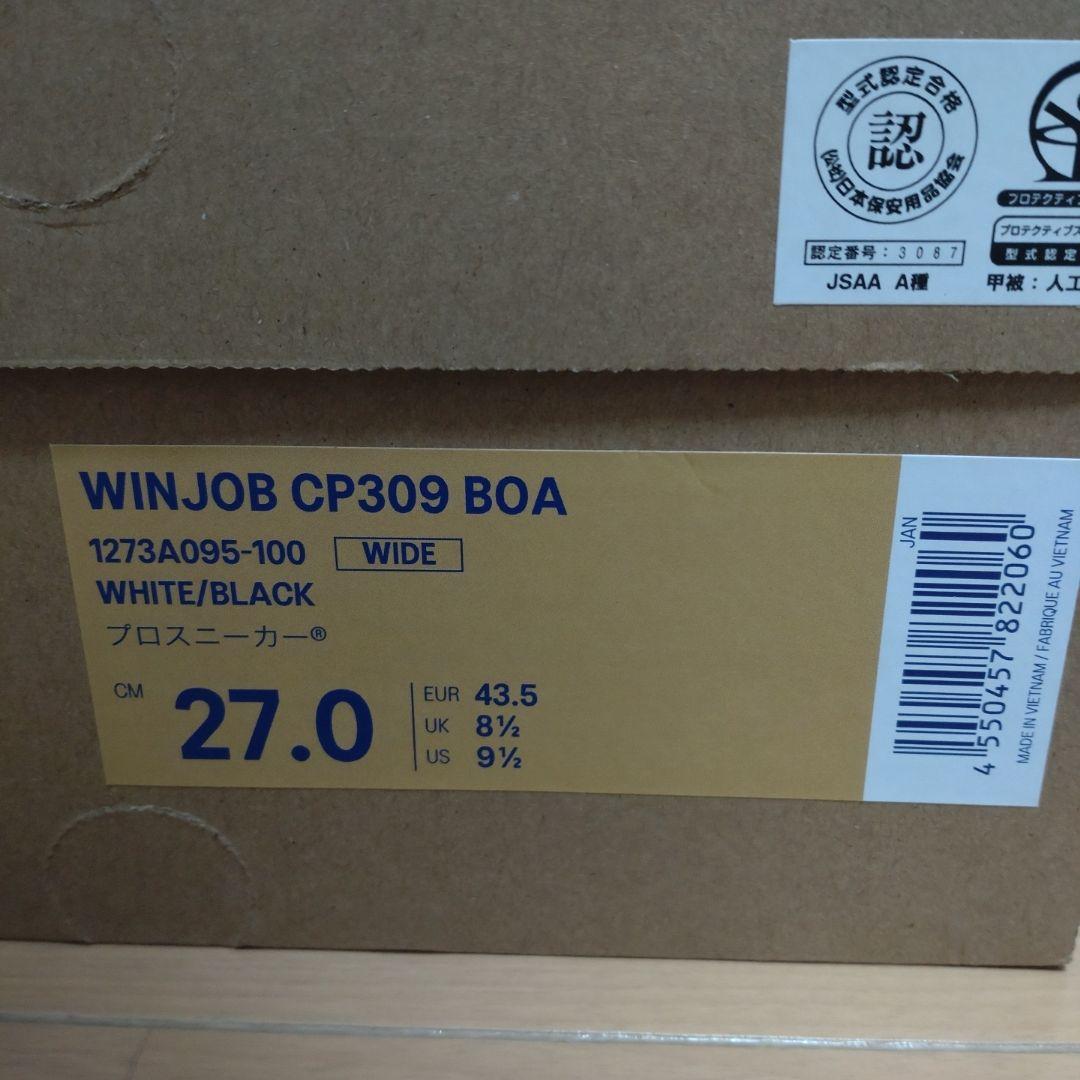 型式認定合格
認
(公社)日本保安用品協会
認定番号:3087
JSAA A種
プロテクティブ
プロテクティブス
型式認定
甲被:人工
WINJOB CP309 BOA
1273A095-100 WIDE
WHITE/BLACK
プロスニーカー®
CM 27.0
EUR 43.5
UK 8½
US 9½
JAN
4 550457 822060
MADE IN VIETNAM / FABRIQUE AU VIETNAM